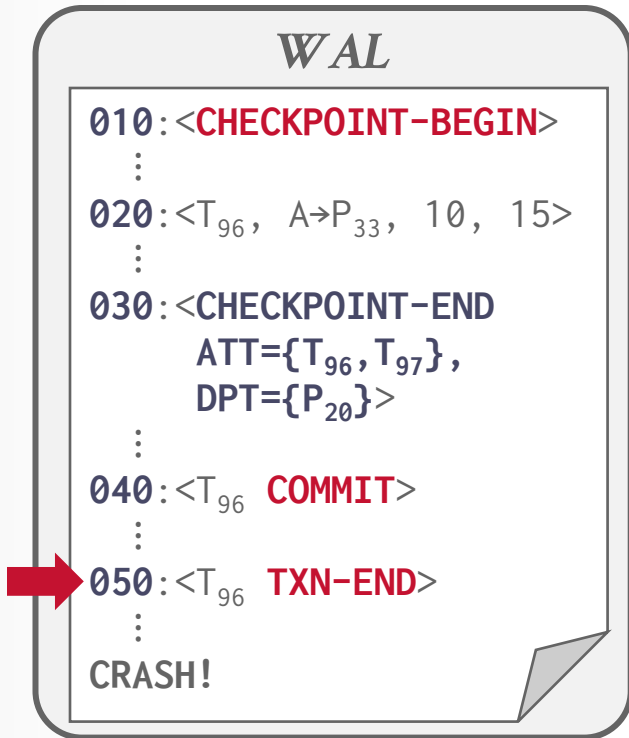 WAL
010:<CHECKPOINT-BEGIN>
⋮
020:<T₉₆, A→P₃₃, 10, 15>
⋮
030:<CHECKPOINT-END
ATT={T₉₆,T₉₇},
DPT={P₂₀}>
⋮
040:<T₉₆ COMMIT>
⋮
050:<T₉₆ TXN-END>
⋮
CRASH!